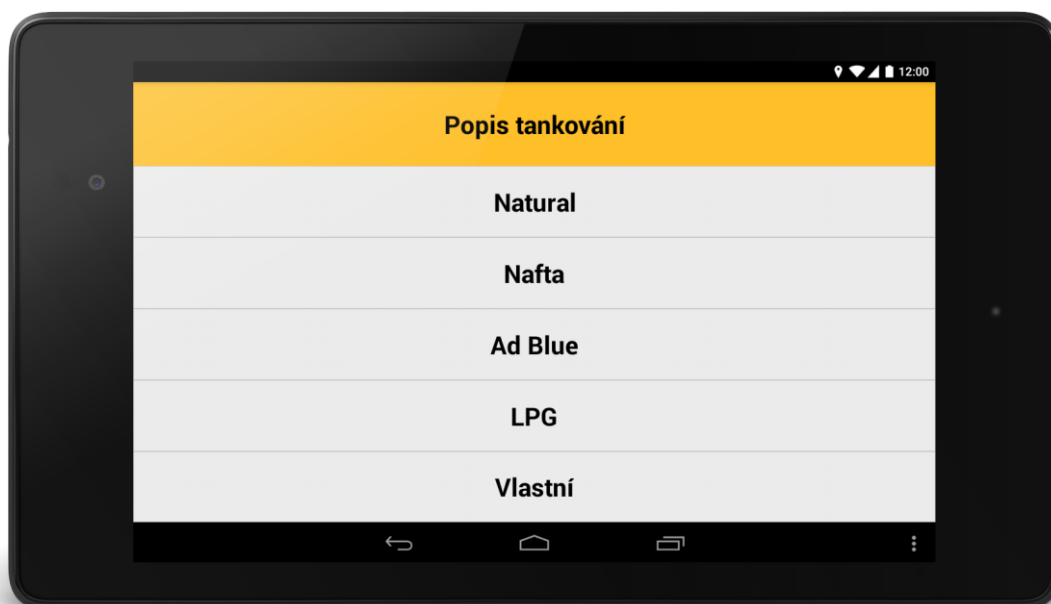 12:00
Popis tankování
Natural
Nafta
Ad Blue
LPG
Vlastní